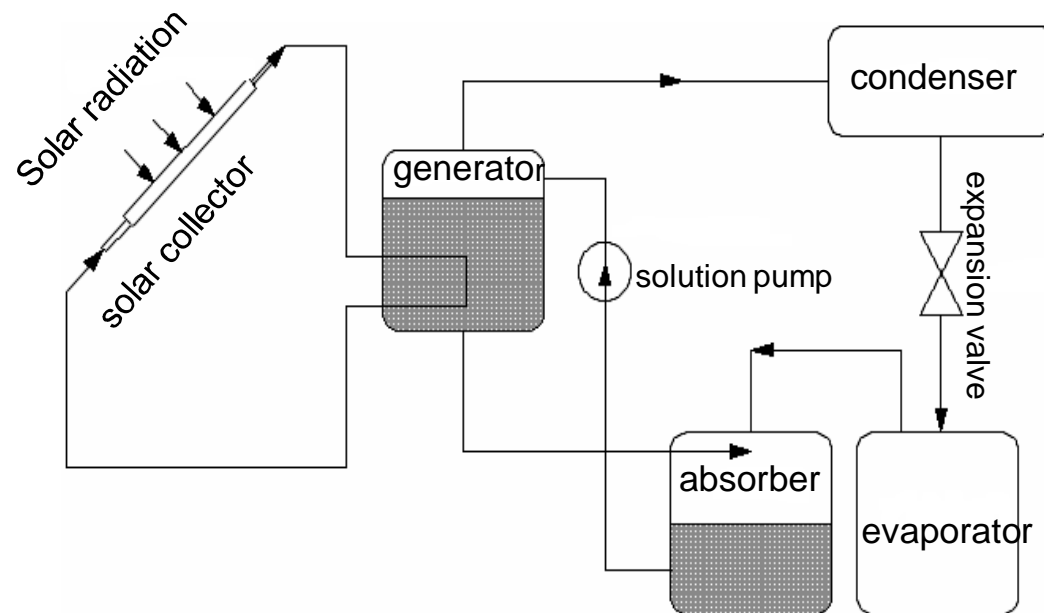 Solar radiation
solar collector
generator
condenser
solution pump
expansion valve
absorber
evaporator